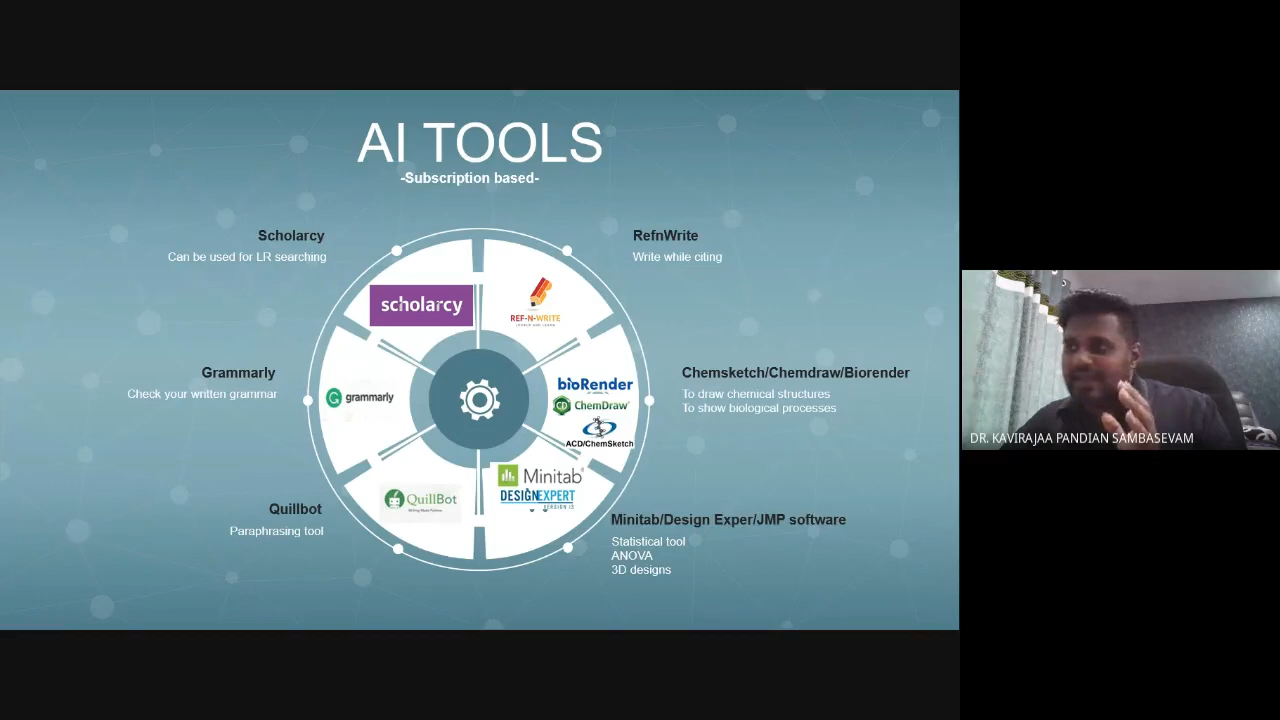 AI TOOLS
-Subscription based-
Scholarcy
Can be used for LR searching
RefnWrite
Write while citing
scholarcy
REF-N-WRITE
Grammarly
Check your written grammar
grammarly
bioRender
ChemDraw
ACD/ChemSketch
Chemsketch/Chemdraw/Biorender
To draw chemical structures
To show biological processes
DR. KAVIRAJAA PANDIAN SAMBASEVAM
Quillbot
Paraphrasing tool
QuillBot
Minitab
DESIGNEXPERT
VERSION 13
Minitab/Design Exper/JMP software
Statistical tool
ANOVA
3D designs